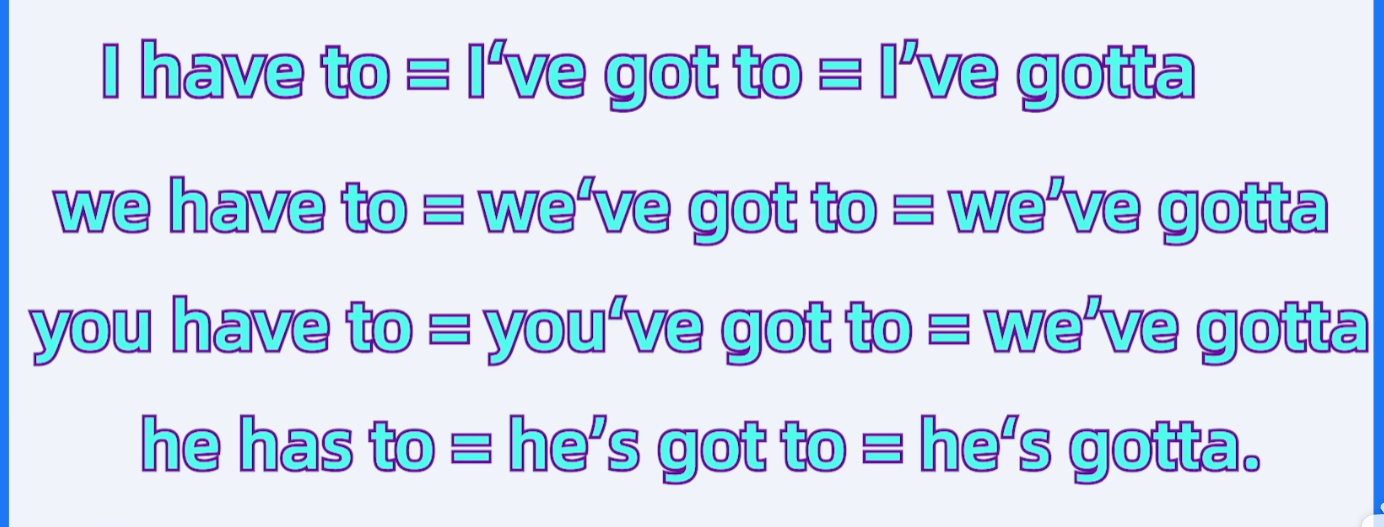 I have to = I‘ve got to = I’ve gotta
we have to = we‘ve got to = we’ve gotta
you have to = you‘ve got to = we’ve gotta
he has to = he’s got to = he‘s gotta.